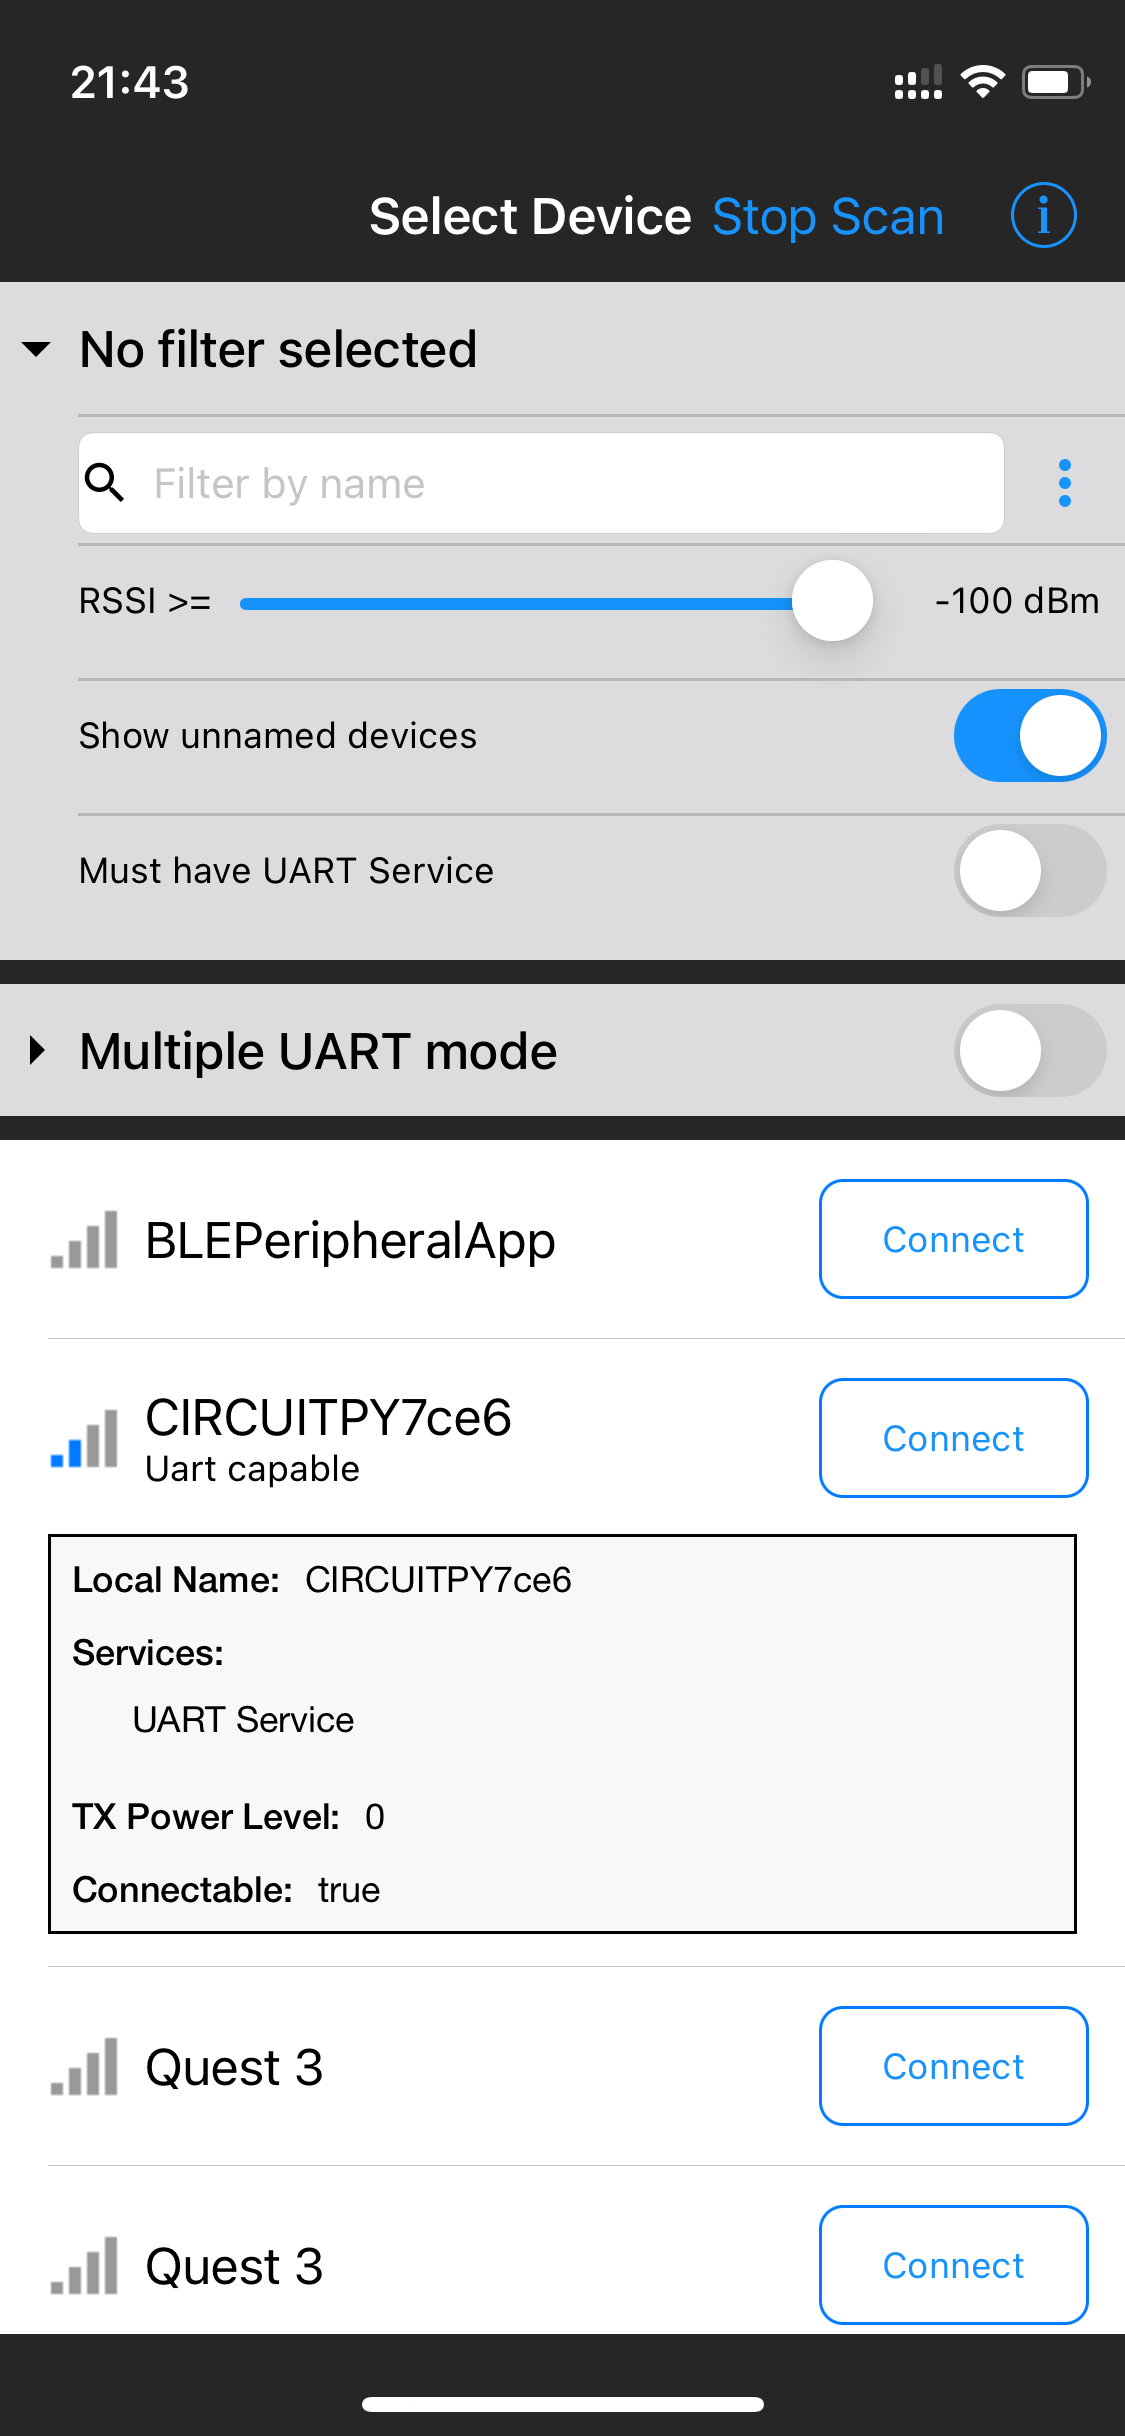 21:43
Select Device Stop Scan
No filter selected
Filter by name
RSSI >= -100 dBm
Show unnamed devices
Must have UART Service
Multiple UART mode
BLEPeripheralApp Connect
CIRCUITPY7ce6
Uart capable
Connect
Local Name: CIRCUITPY7ce6
Services:
UART Service
TX Power Level: 0
Connectable: true
Quest 3 Connect
Quest 3 Connect